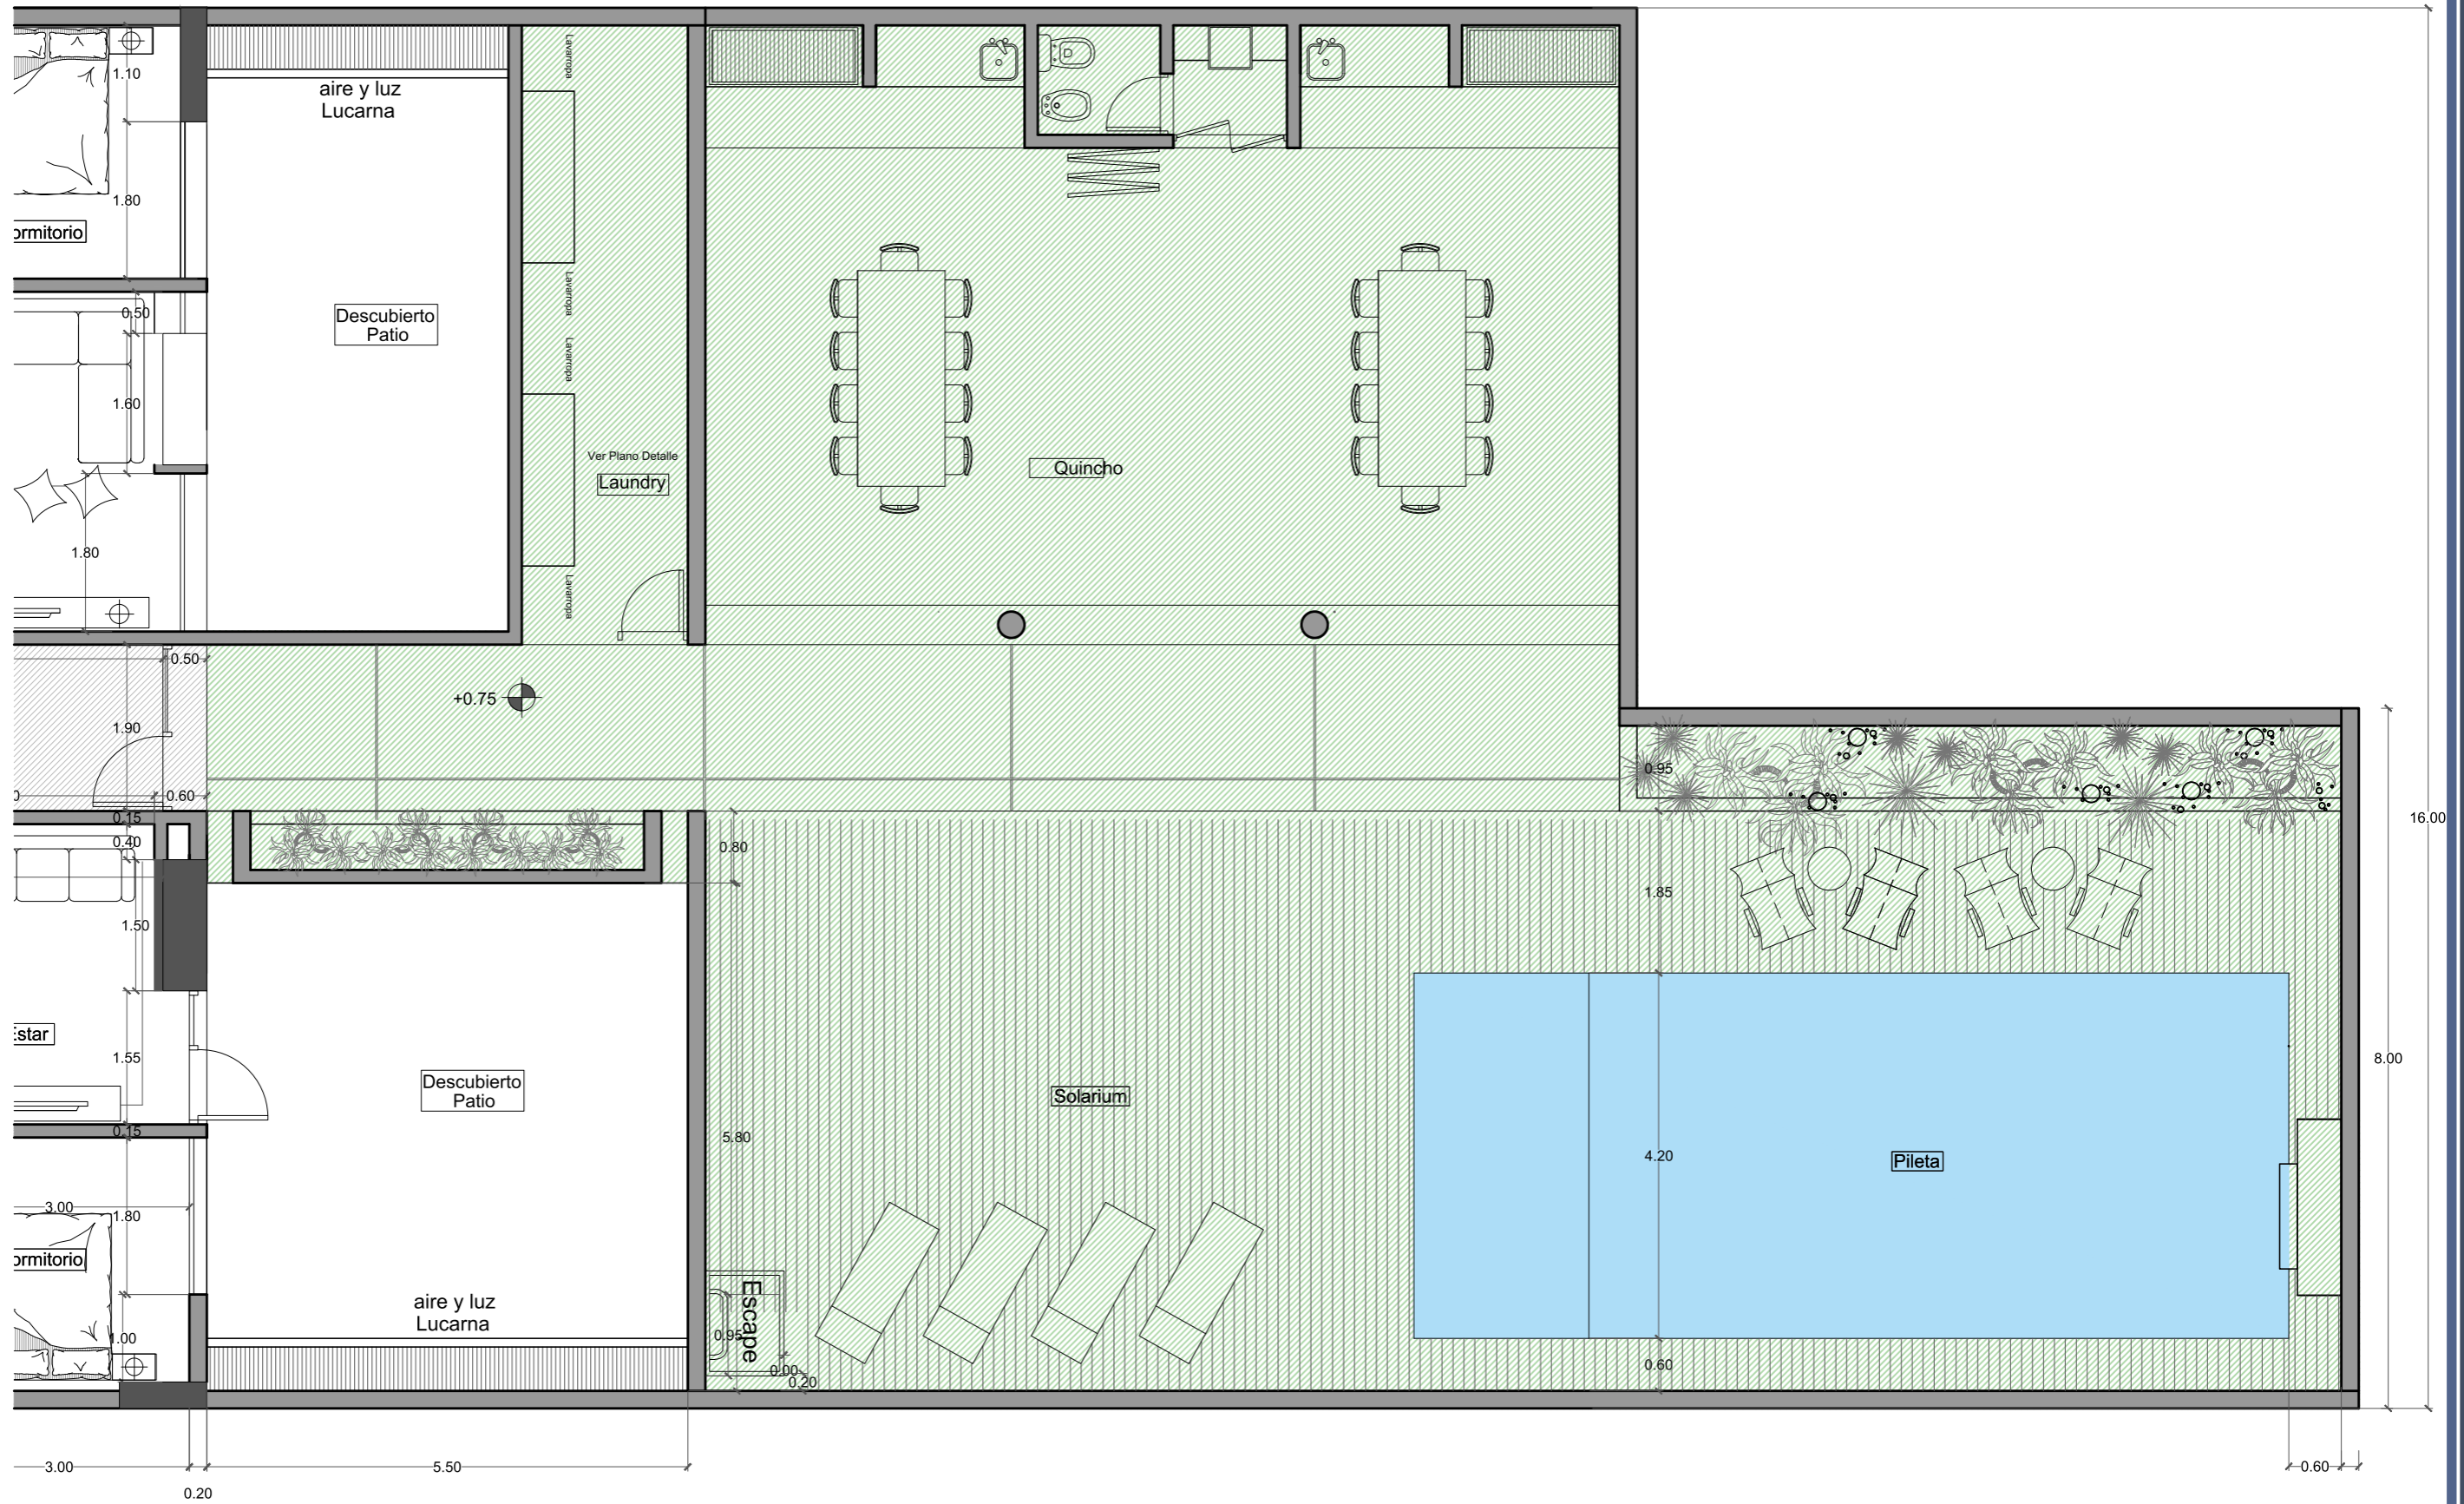 1.10
aire y luz
Lucarna
1.80
ormitorio
0.50
Descubierto
Patio
1.60
1.80
Lavarropa
Lavarropa
Lavarropa
Lavarropa
Ver Plano Detalle
Laundry
Quincho
0.50
+0.75
1.90
0.60
0.95
0.15
0.40
0.80
16.00
1.85
1.50
Estar
1.55
8.00
Descubierto
Patio
Solarium
0.15
5.80
4.20
Pileta
3.00
1.80
ormitorio
aire y luz
Lucarna
Escape
1.00
0.95
0.00
0.20
0.60
3.00
5.50
0.60
0.20